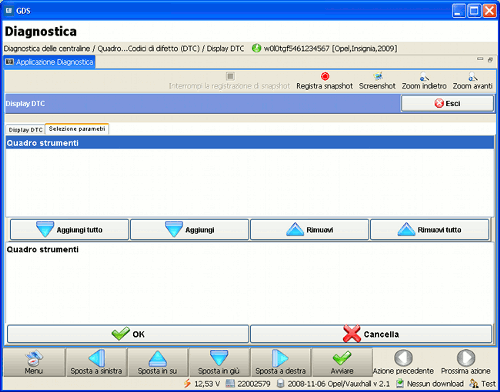 GDS
Diagnostica
Diagnostica delle centraline / Quadro...Codici di difetto (DTC) / Display DTC w0l0tgf5461234567 [Opel,Insignia,2009]
Applicazione Diagnostica
Interrompi la registrazione di snapshot Registra snapshot Screenshot Zoom indietro Zoom avanti
Display DTC Esci
Display DTC Selezione parametri
Quadro strumenti
Aggiungi tutto Aggiungi Rimuovi Rimuovi tutto
Quadro strumenti
OK Cancella
Menu Sposta a sinistra Sposta in su Sposta in giù Sposta a destra Avviare Azione precedente Prossima azione
12,53 V 22002579 2008-11-06 Opel/Vauxhall v 2.1 Nessun download Test